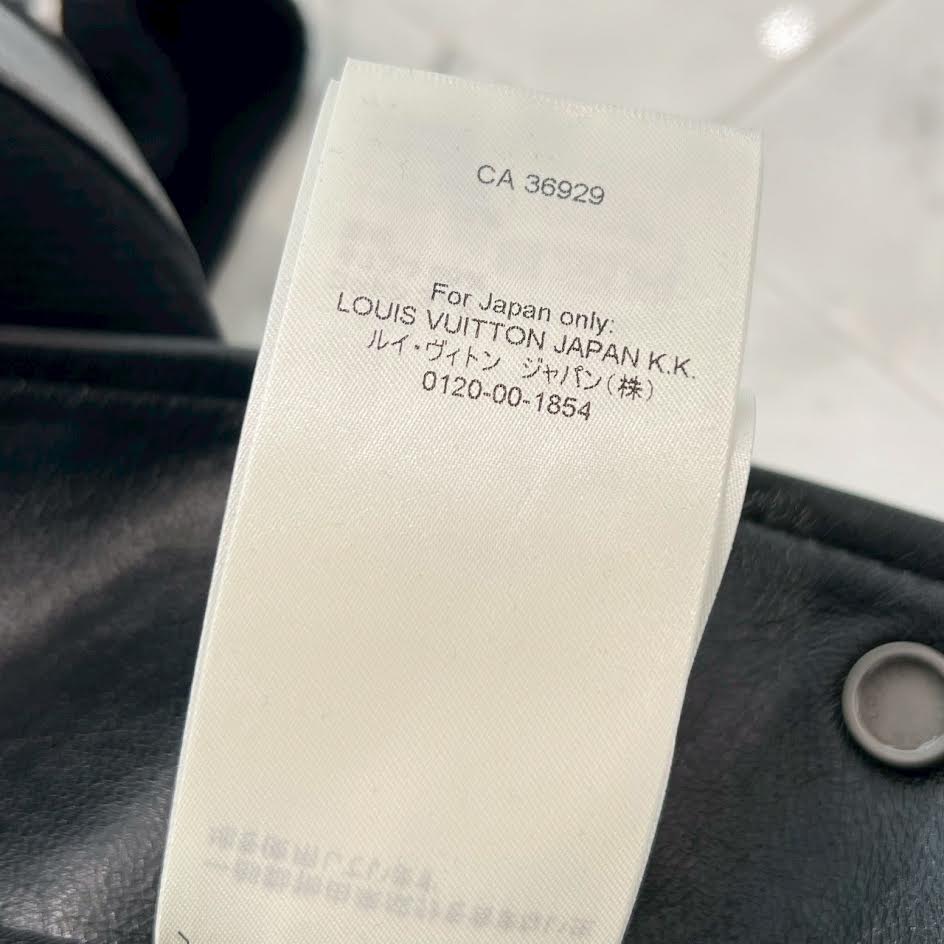 CA 36929
For Japan only:
LOUIS VUITTON JAPAN K.K.
ルイ・ヴィトン ジャパン(株)
0120-00-1854